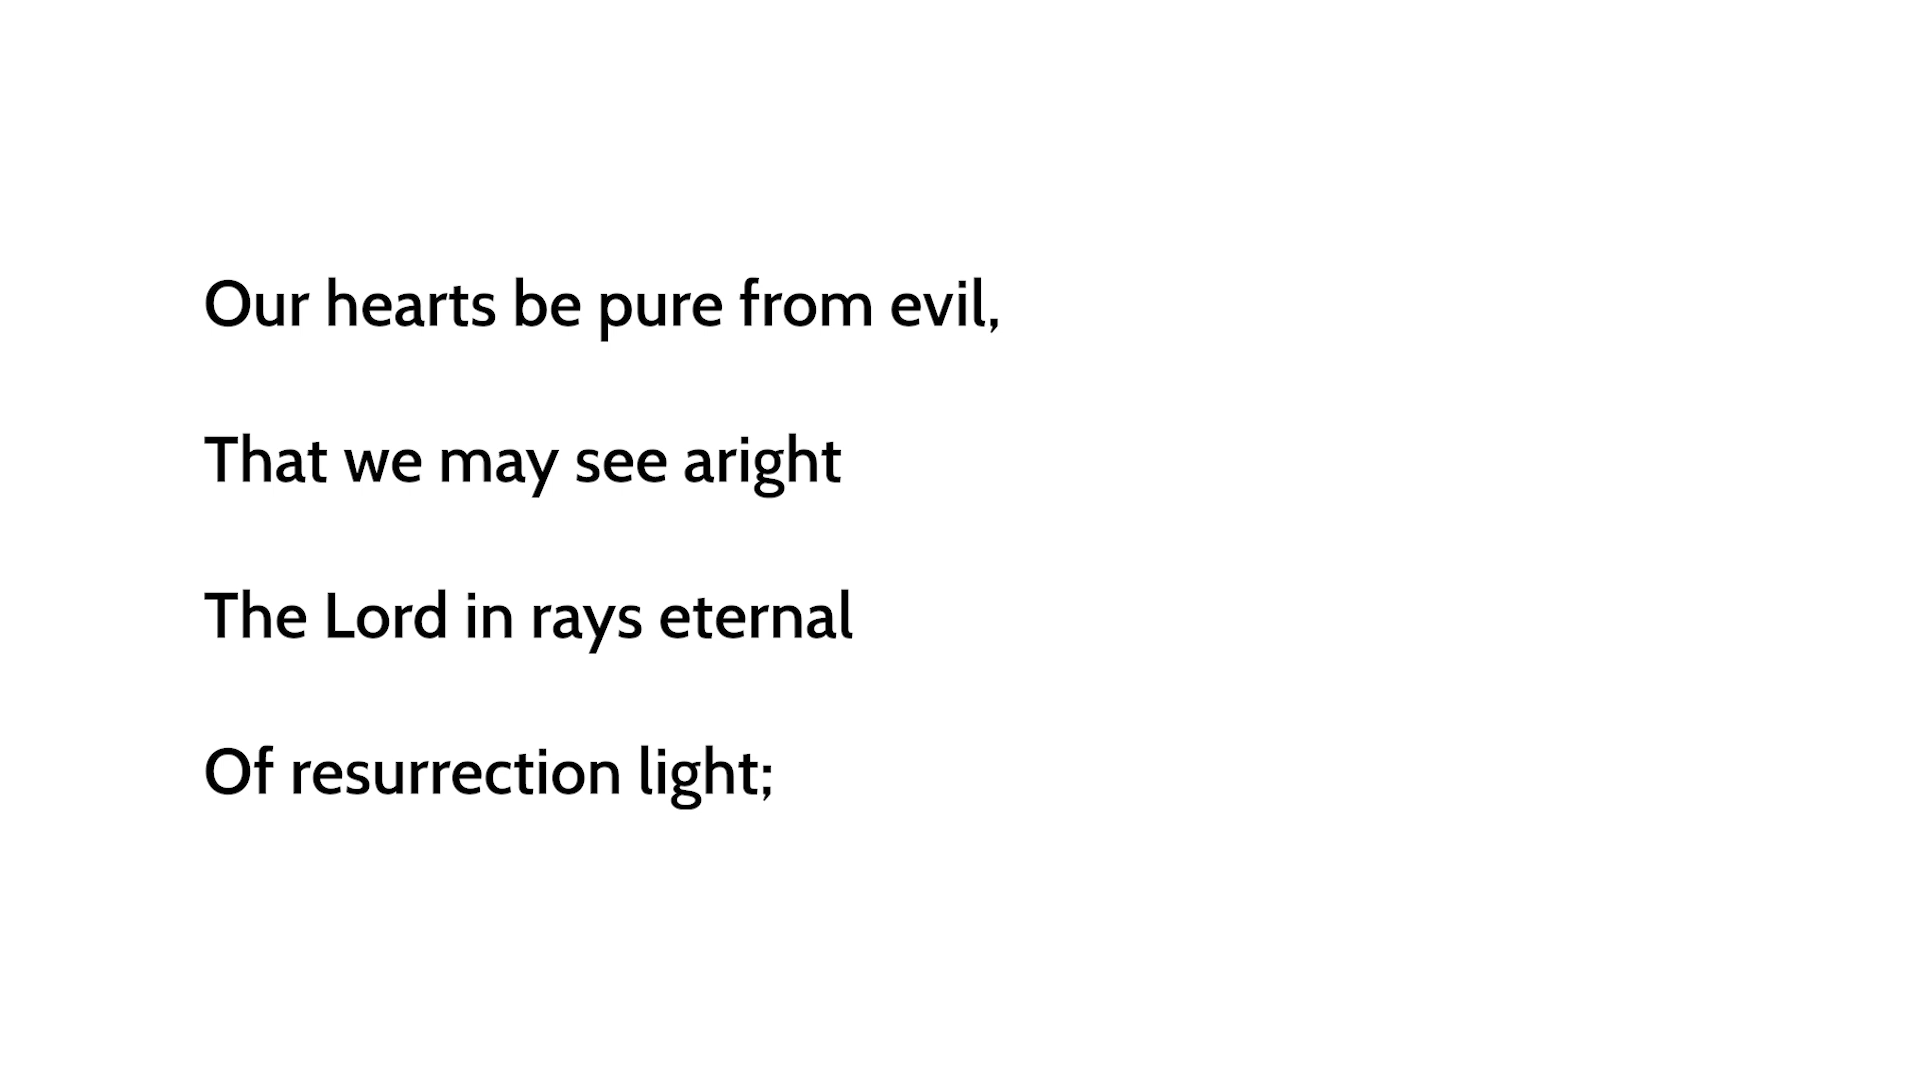 Our hearts be pure from evil,
That we may see aright
The Lord in rays eternal
Of resurrection light;